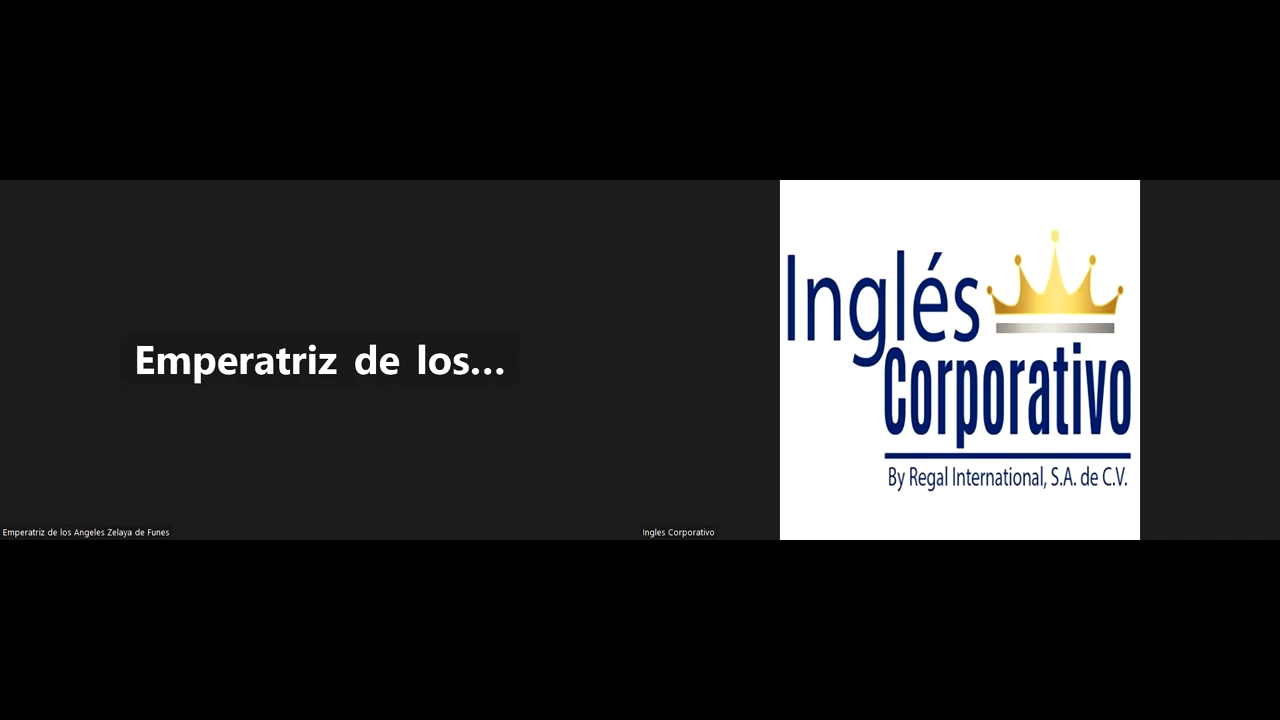 Emperatriz de los...
Emperatriz de los Angeles Zelaya de Funes
Inglés
Corporativo
By Regal International, S.A. de C.V.
Ingles Corporativo